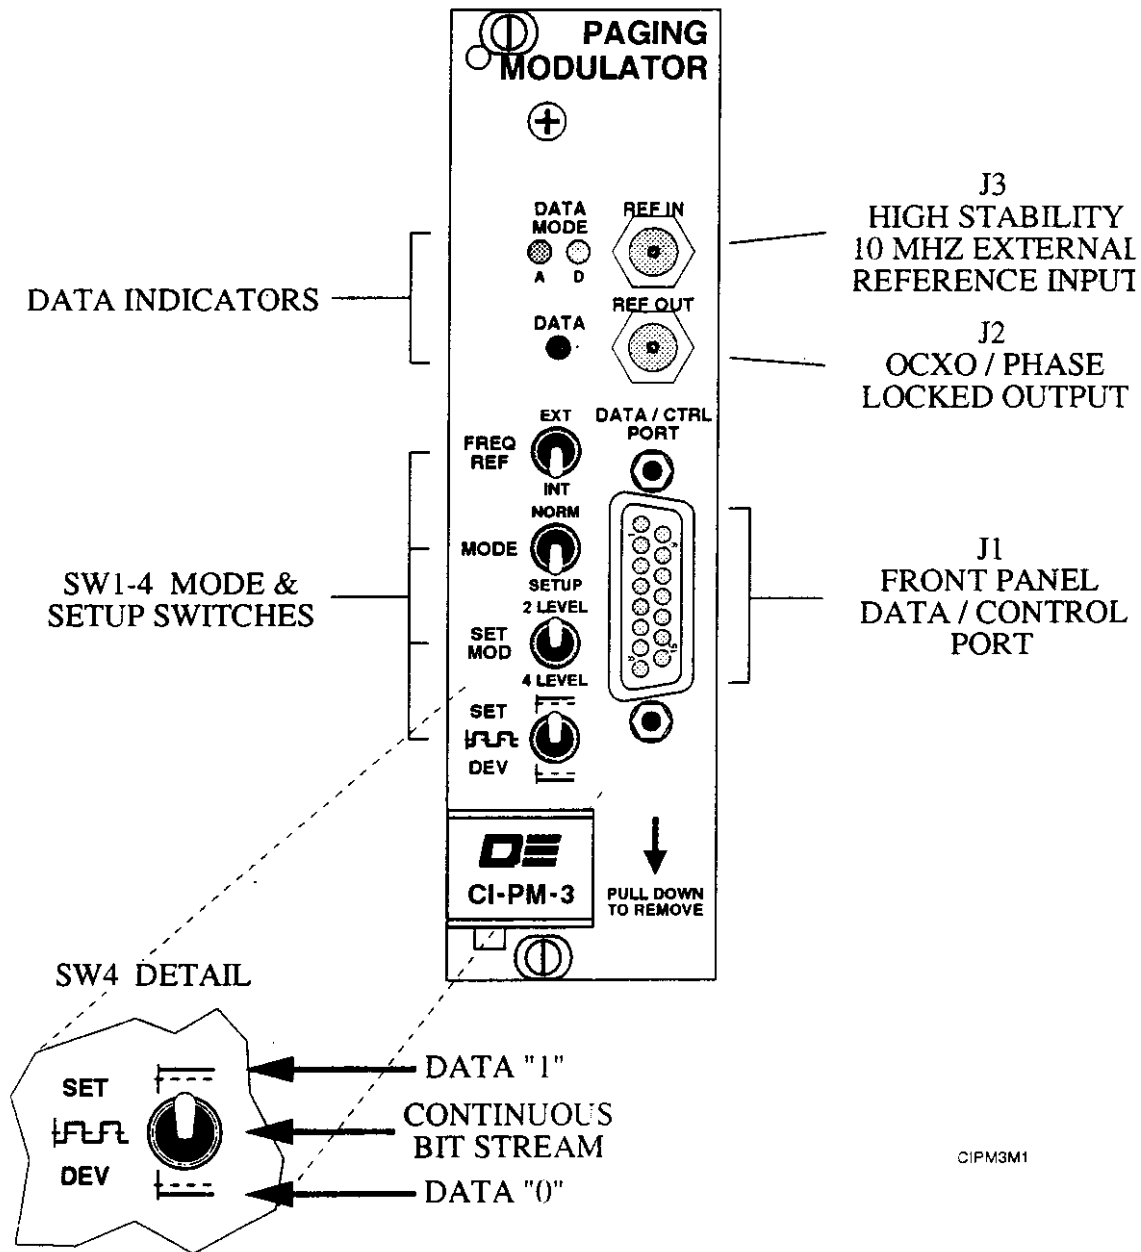 PAGING
MODULATOR
DATA
MODE
A D
REF IN
DATA
REF OUT
J3
HIGH STABILITY
10 MHZ EXTERNAL
REFERENCE INPUT
DATA INDICATORS
J2
OCXO / PHASE
LOCKED OUTPUT
EXT
FREQ
REF
INT
DATA / CTRL
PORT
NORM
MODE
SETUP
2 LEVEL
SET
MOD
4 LEVEL
SET
DEV
SW1-4 MODE &
SETUP SWITCHES
J1
FRONT PANEL
DATA / CONTROL
PORT
CI-PM-3
PULL DOWN
TO REMOVE
SW4 DETAIL
SET
DEV
DATA "1"
CONTINUOUS
BIT STREAM
DATA "0"
CIPM3M1